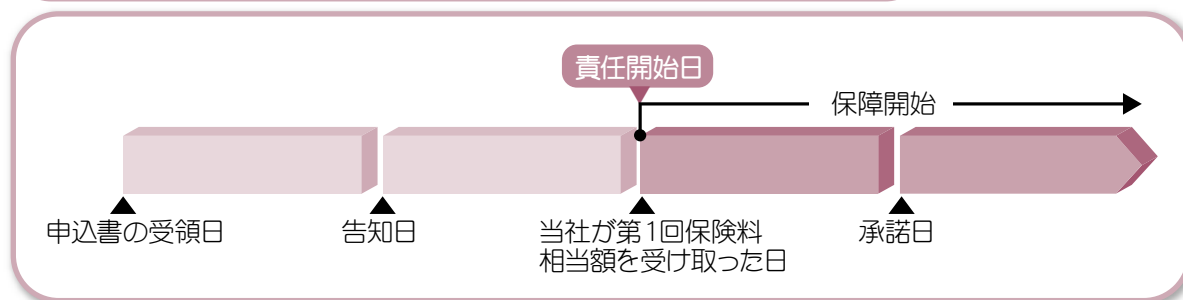 責任開始日
保障開始
申込書の受領日
告知日
当社が第1回保険料
相当額を受け取った日
承諾日